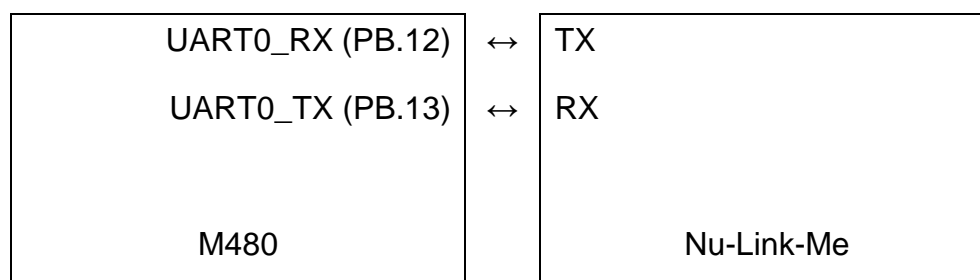 UART0_RX (PB.12) ↔ TX
UART0_TX (PB.13) ↔ RX
M480 Nu-Link-Me